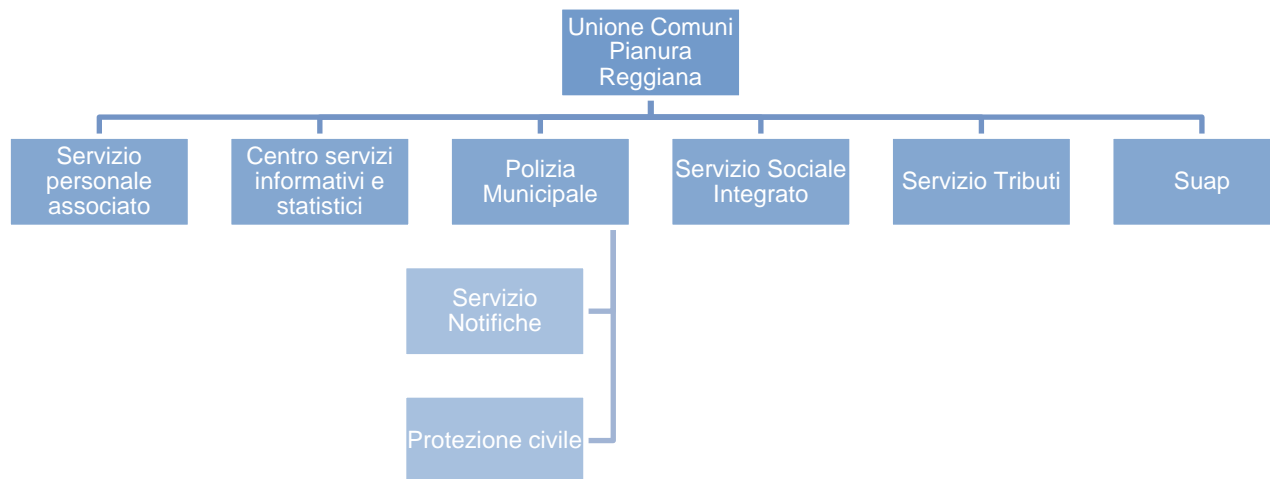 Unione Comuni
Pianura
Reggiana
Servizio
personale
associato
Centro servizi
informativi e
statistici
Polizia
Municipale
Servizio Sociale
Integrato
Servizio Tributi
Suap
Servizio
Notifiche
Protezione civile